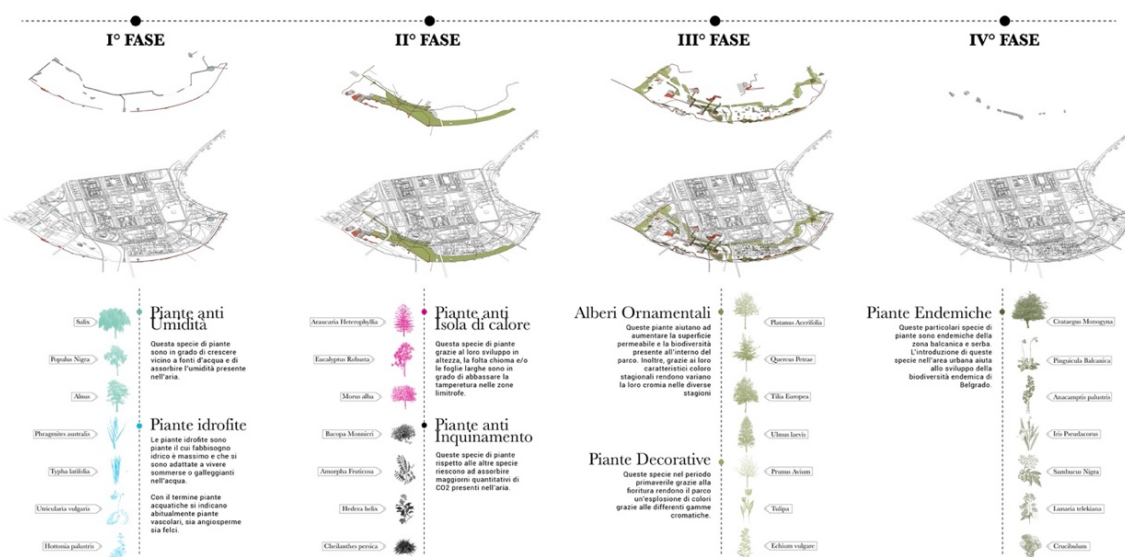 I° FASE
II° FASE
III° FASE
IV° FASE
Salix
Populus Nigra
Alnus
Phragmites australis
Typha latifolia
Utricularia vulgaris
Hottonia palustris
Piante anti
Umidità
Questa specie di piante
sono in grado di crescere
vicino a fonti d'acqua e di
assorbire l'umidità presente
nell'aria.
Piante idrofite
Le piante idrofite sono
piante il cui fabbisogno
idrico è massimo e che si
sono adattate a vivere
sommerse o galleggianti
nell'acqua.
Con il termine piante
acquatiche si indicano
abitualmente piante
vascolari, sia angiosperme
sia felci.
Araucaria Heterophyllia
Eucalyptus Robusta
Morus alba
Bacopa Monnieri
Amorpha Fruticosa
Hedera helix
Cheilanthes persica
Piante anti
Isola di calore
Questa specie di piante
grazie al loro sviluppo in
altezza, la folta chioma e/o
le foglie larghe sono in
grado di abbassare la
tamperetura nelle zone
limitrofe.
Piante anti
Inquinamento
Queste specie di piante
rispetto alle altre specie
riescono ad assorbire
maggiorni quantitativi di
CO2 presenti nell'aria.
Alberi Ornamentali
Queste piante aiutano ad
aumentare la superficie
permeabile e la biodiversità
presente all'interno del
parco. Inoltre, grazie ai loro
caratteristici coloro
stagionali rendono variano
la loro cromia nelle diverse
stagioni
Piante Decorative
Queste specie nel periodo
primaverile grazie alla
fioritura rendono il parco
un'esplosione di colori
grazie alle differenti gamme
cromatiche.
Platanus Acerifolia
Quercus Petrae
Tilia Europea
Ulmus laevis
Prunus Avium
Tulipa
Echium vulgare
Piante Endemiche
Queste particolari specie di
piante sono endemiche della
zona balcanica e serba.
L'introduzione di queste
specie nell'area urbana aiuta
allo sviluppo della
biodiversità endemica di
Belgrado.
Crataegus Monogyna
Pinguicula Balcanica
Anacamptis palustris
Iris Pseudacorus
Sambucus Nigra
Lunaria telekiana
Crucibulum